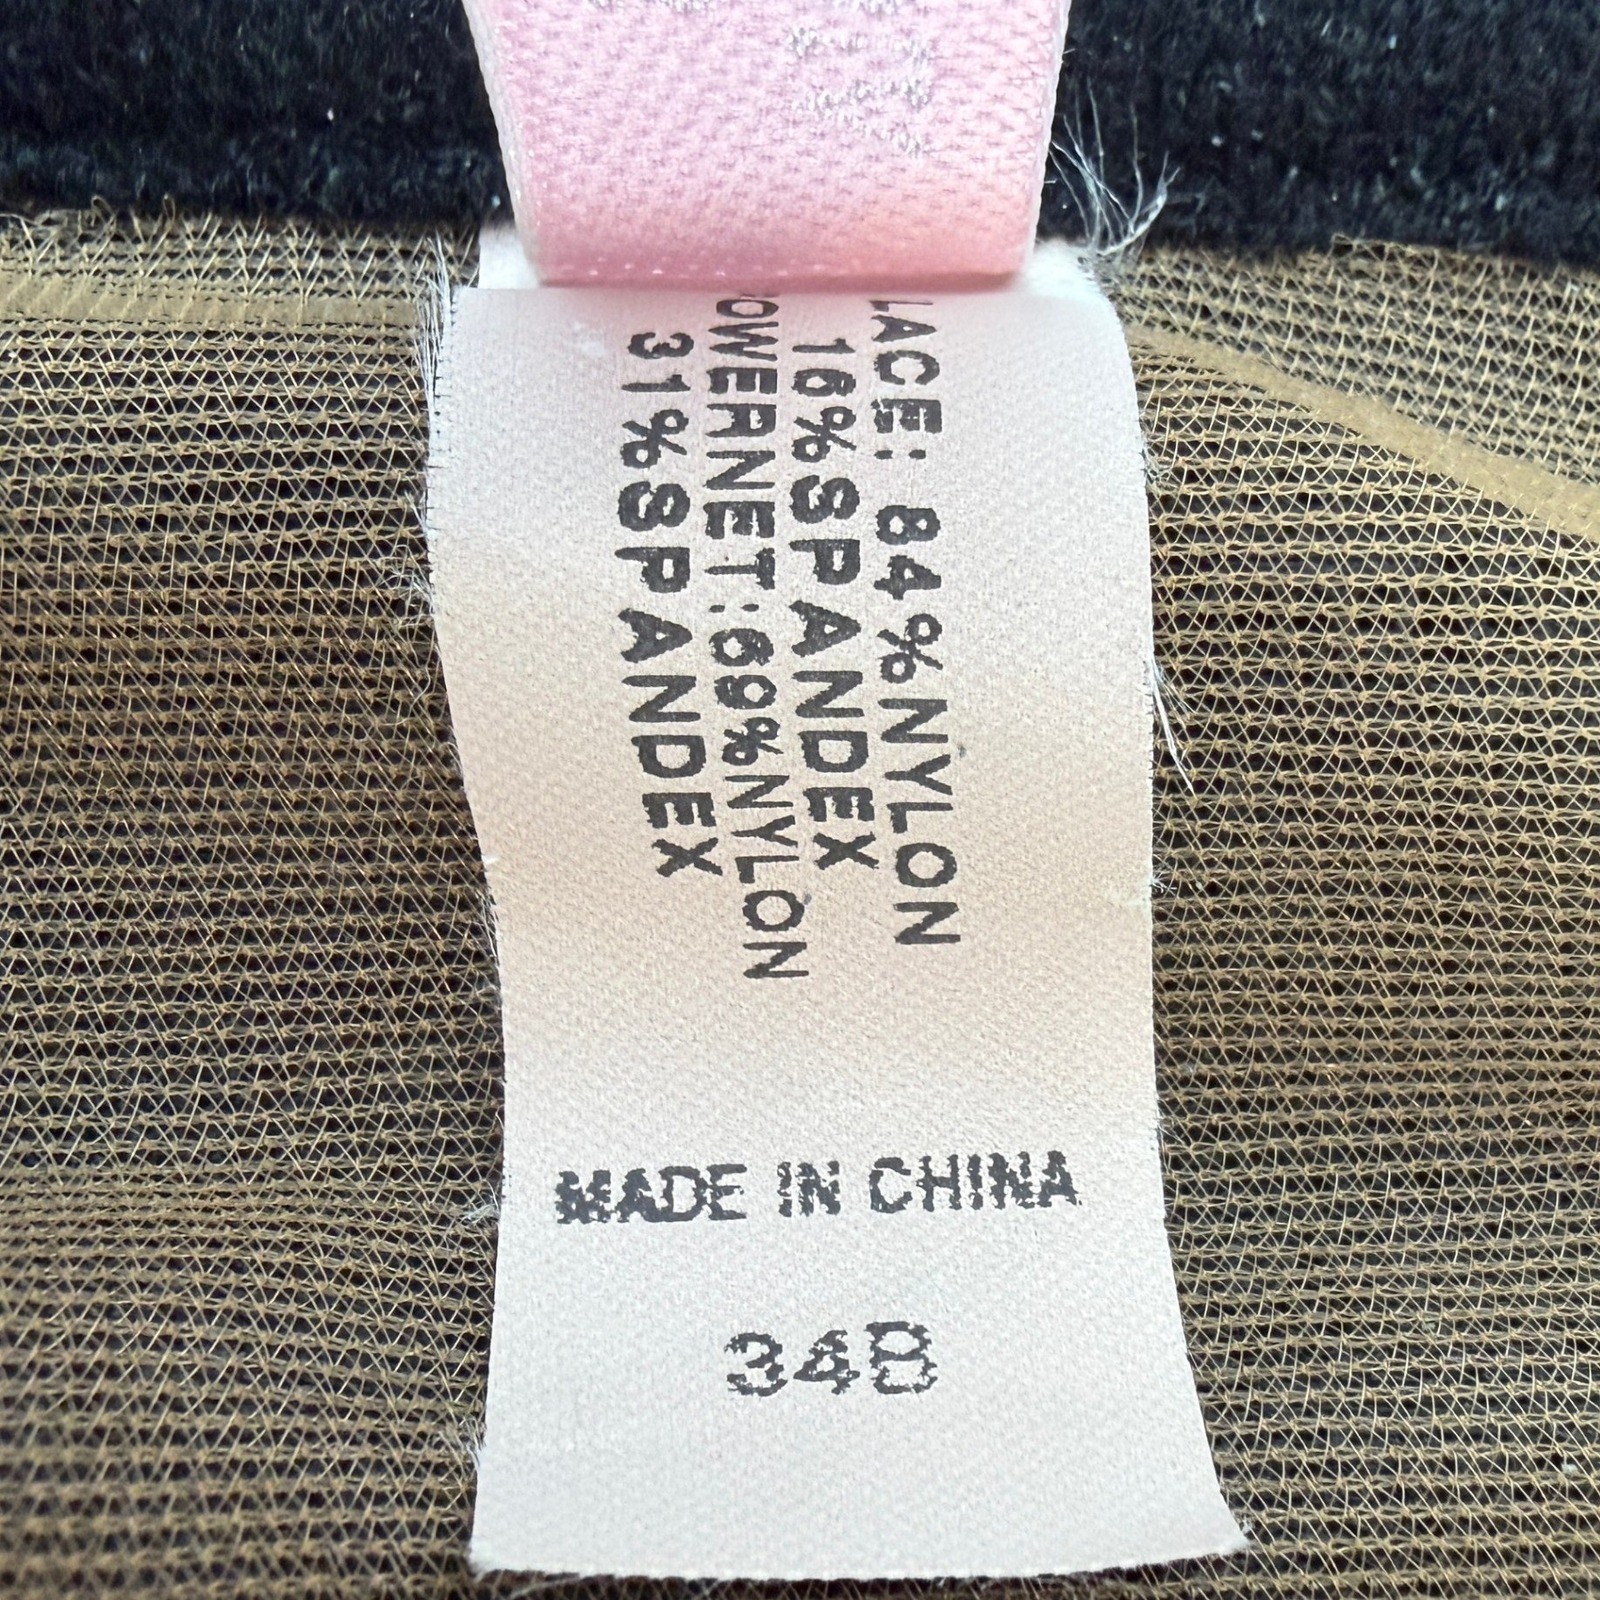 LACE: 84%NYLON
16%SPANDEX
OWERNET:69%NYLON
31%SPANDEX
MADE IN CHINA
34B